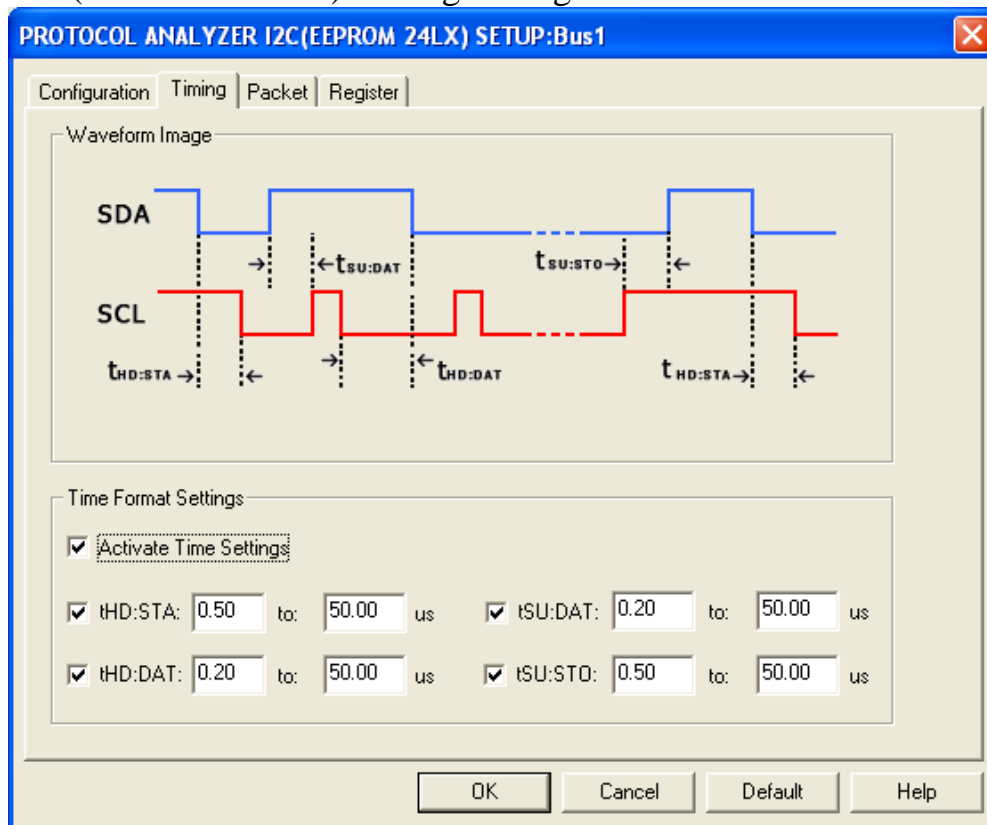 PROTOCOL ANALYZER I2C(EEPROM 24LX) SETUP:Bus1
Configuration Timing Packet Register
Waveform Image
SDA
tSU:DAT tSU:STO
SCL
tHD:STA tHD:DAT tHD:STA
Time Format Settings
Activate Time Settings
tHD:STA: 0.50 to: 50.00 us tSU:DAT: 0.20 to: 50.00 us
tHD:DAT: 0.20 to: 50.00 us tSU:STO: 0.50 to: 50.00 us
OK Cancel Default Help